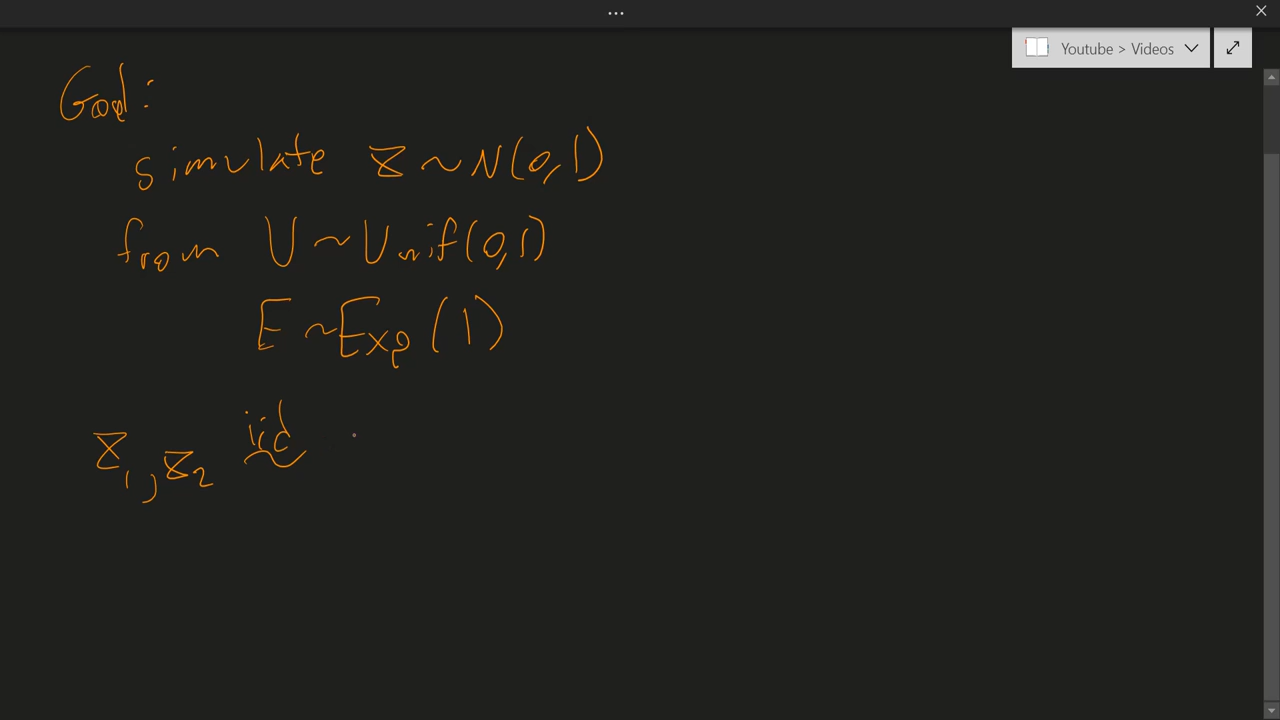 ...
Youtube > Videos
Goal:
simulate Z ~ N(0,1)
from U ~ Unif(0,1)
E ~ Exp(1)
Z₁, Z₂ iid ~